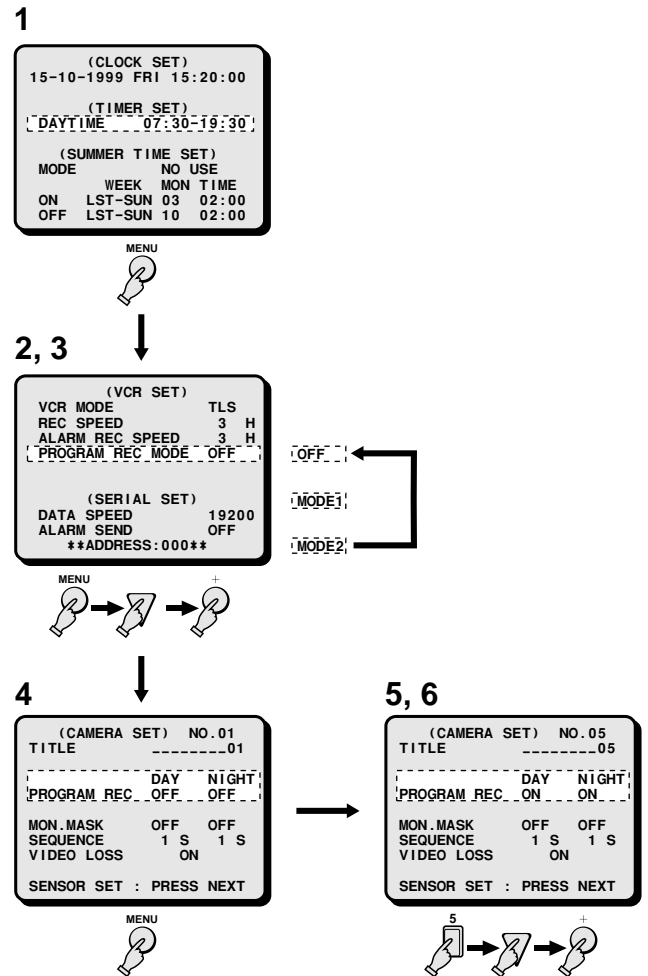 1
(CLOCK SET)
15-10-1999 FRI 15:20:00
(TIMER SET)
DAYTIME 07:30-19:30
(SUMMER TIME SET)
MODE NO USE
WEEK MON TIME
ON LST-SUN 03 02:00
OFF LST-SUN 10 02:00
MENU
2, 3
(VCR SET)
VCR MODE TLS
REC SPEED 3 H
ALARM REC SPEED 3 H
PROGRAM REC MODE OFF
(SERIAL SET)
DATA SPEED 19200
ALARM SEND OFF
**ADDRESS:000**
OFF
MODE1
MODE2
MENU +
4
(CAMERA SET) NO.01
TITLE ________01
DAY NIGHT
PROGRAM REC OFF OFF
MON.MASK OFF OFF
SEQUENCE 1 S 1 S
VIDEO LOSS ON
SENSOR SET : PRESS NEXT
MENU
5, 6
(CAMERA SET) NO.05
TITLE ________05
DAY NIGHT
PROGRAM REC ON ON
MON.MASK OFF OFF
SEQUENCE 1 S 1 S
VIDEO LOSS ON
SENSOR SET : PRESS NEXT
5 +